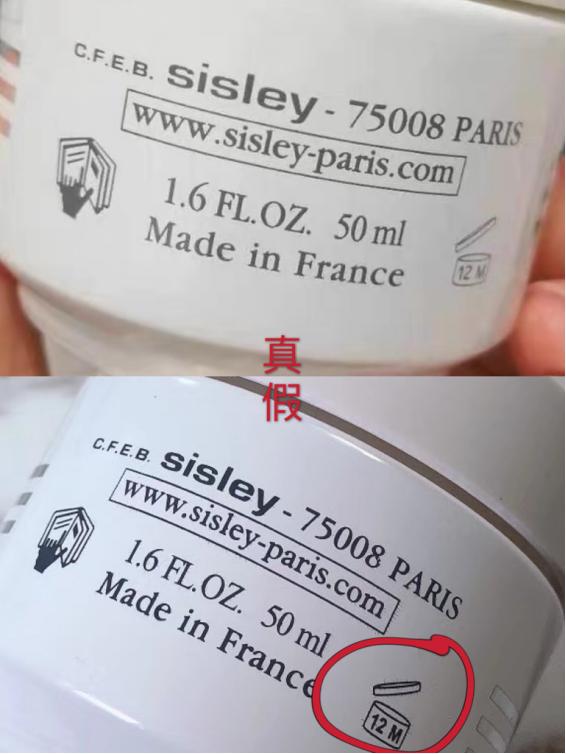 C.F.E.B. sisley - 75008 PARIS
www.sisley-paris.com
1.6 FL.OZ. 50 ml
Made in France
12 M
真
假
C.F.E.B. sisley - 75008 PARIS
www.sisley-paris.com
1.6 FL.OZ. 50 ml
Made in France
12 M